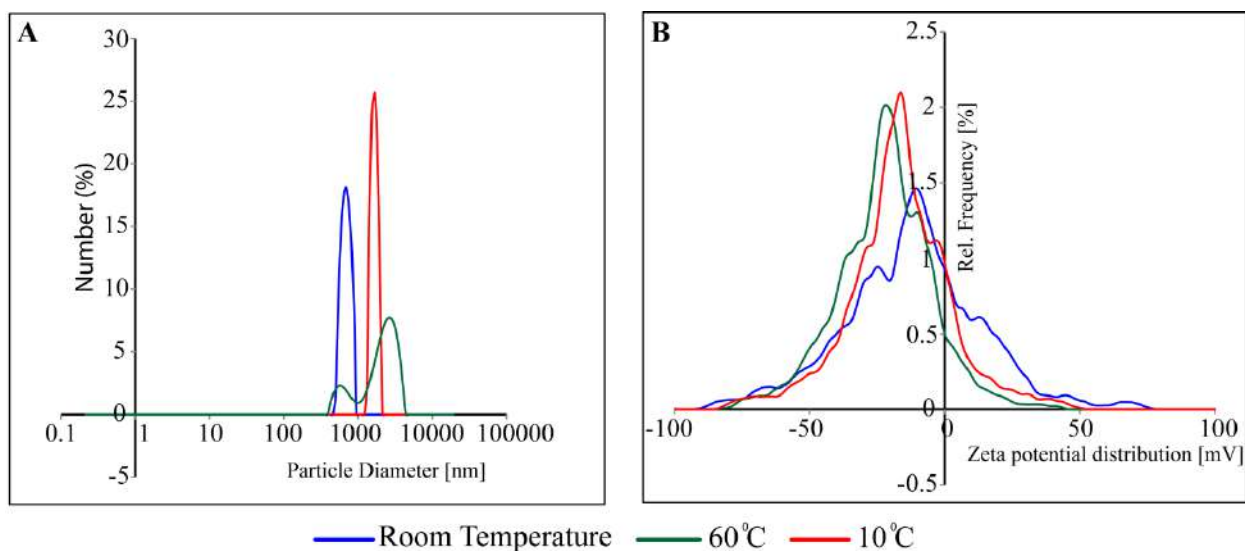 A
30
25
20
15
10
5
0
-5
Number (%)
0.1 1 10 100 1000 10000 100000
Particle Diameter [nm]
B
2.5
2
1.5
1
0.5
0
-0.5
Rel. Frequency [%]
-100 -50 0 50 100
Zeta potential distribution [mV]
Room Temperature 60⁰C 10⁰C